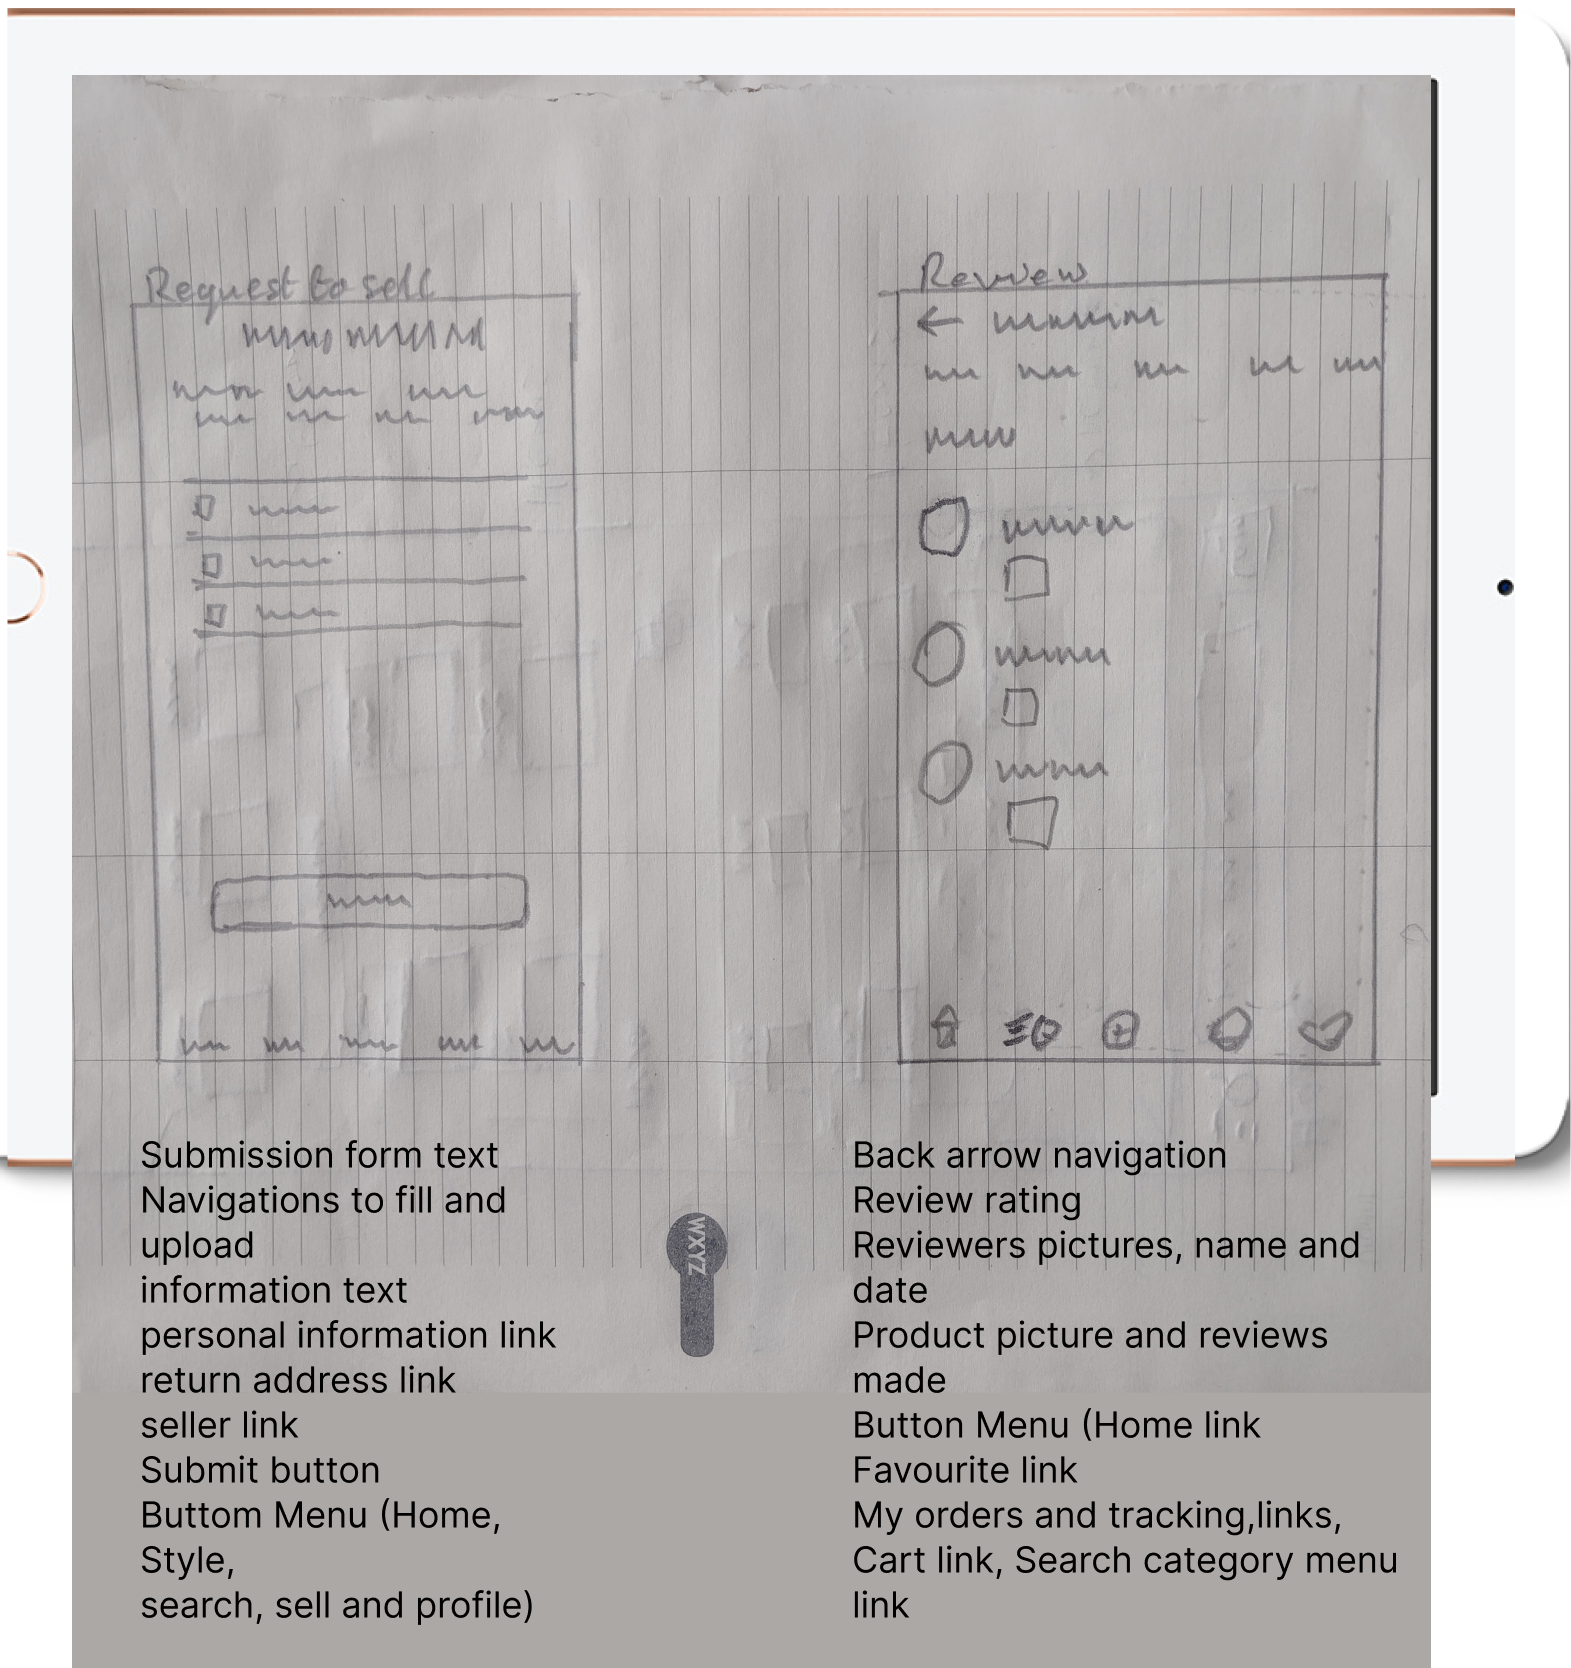 Request to sell
Review
Submission form text
Navigations to fill and
upload
information text
personal information link
return address link
seller link
Submit button
Buttom Menu (Home,
Style,
search, sell and profile)
WXYZ
Back arrow navigation
Review rating
Reviewers pictures, name and
date
Product picture and reviews
made
Button Menu (Home link
Favourite link
My orders and tracking,links,
Cart link, Search category menu
link